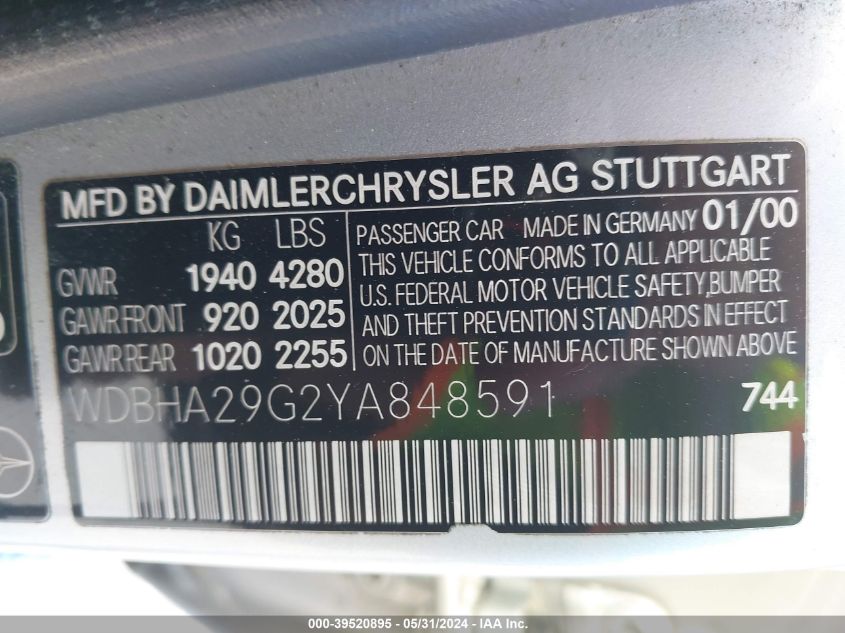 MFD BY DAIMLERCHRYSLER AG STUTTGART
KG LBS
GVWR 1940 4280
GAWR FRONT 920 2025
GAWR REAR 1020 2255
PASSENGER CAR MADE IN GERMANY 01/00
THIS VEHICLE CONFORMS TO ALL APPLICABLE
U.S. FEDERAL MOTOR VEHICLE SAFETY, BUMPER
AND THEFT PREVENTION STANDARDS IN EFFECT
ON THE DATE OF MANUFACTURE SHOWN ABOVE
WDBHA29G2YA848591 744
000-39520895 - 05/31/2024 - IAA Inc.